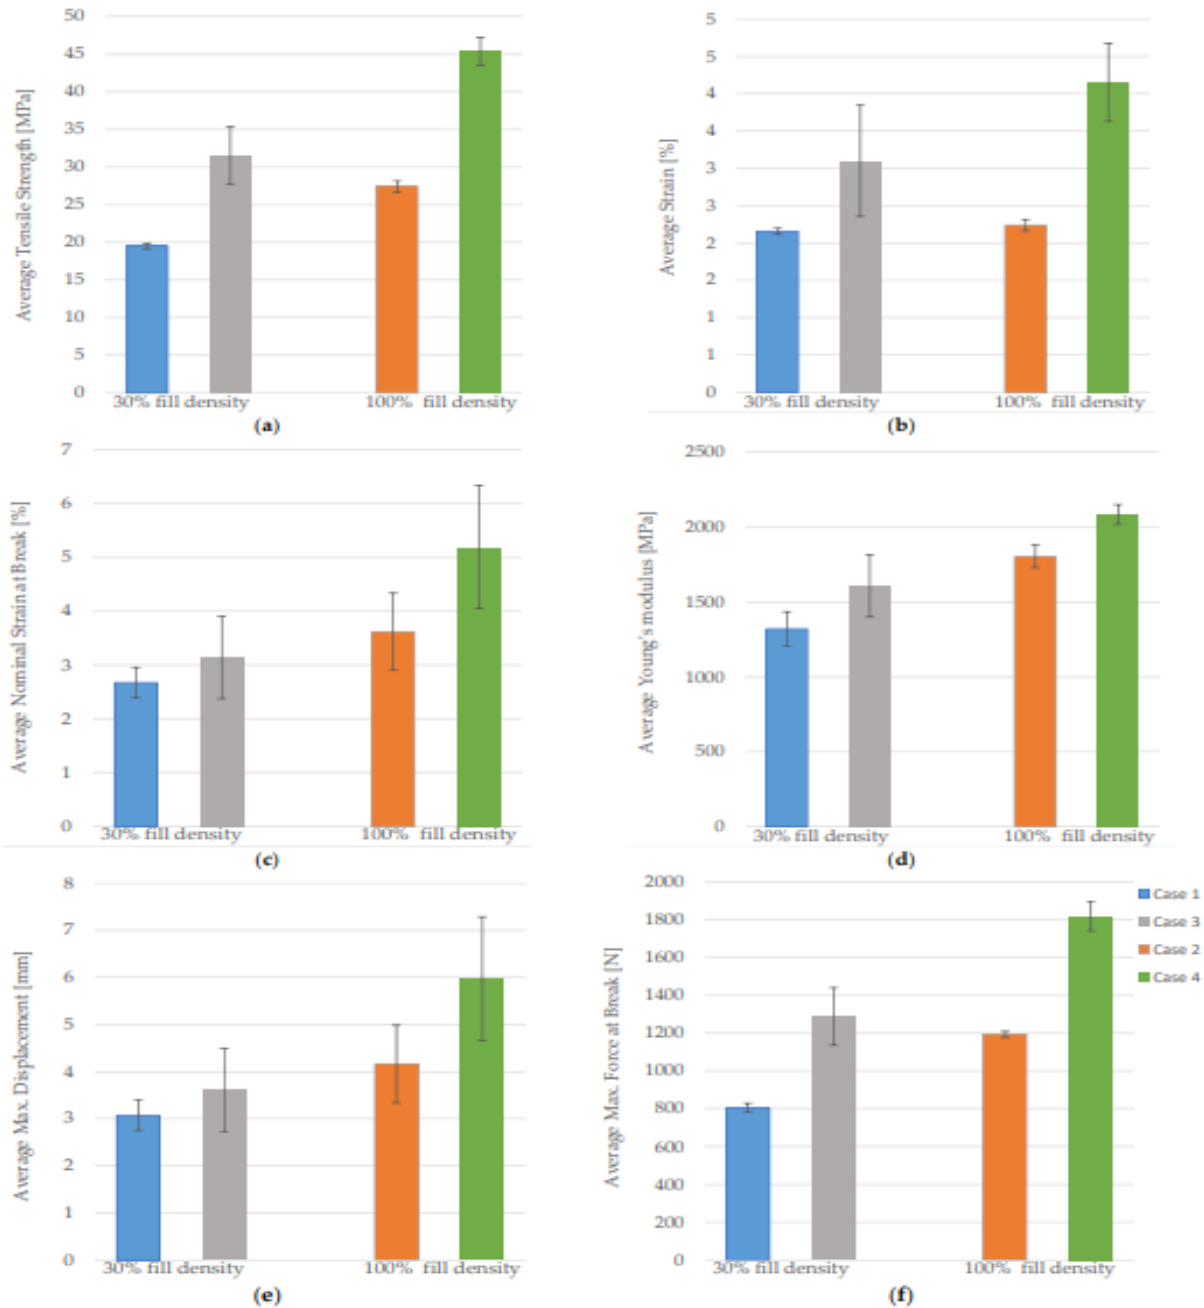 50
45
40
35
30
25
20
15
10
5
0
Average Tensile Strength [MPa]
30% fill density 100% fill density
(a)
5
5
4
4
3
3
2
2
1
1
0
Average Strain [%]
30% fill density 100% fill density
(b)
7
6
5
4
3
2
1
0
Average Nominal Strain at Break [%]
30% fill density 100% fill density
(c)
2500
2000
1500
1000
500
0
Average Young's modulus [MPa]
30% fill density 100% fill density
(d)
8
7
6
5
4
3
2
1
0
Average Max. Displacement [mm]
30% fill density 100% fill density
(e)
2000
1800
1600
1400
1200
1000
800
600
400
200
0
Average Max. Force at Break [N]
30% fill density 100% fill density
Case 1
Case 3
Case 2
Case 4
(f)